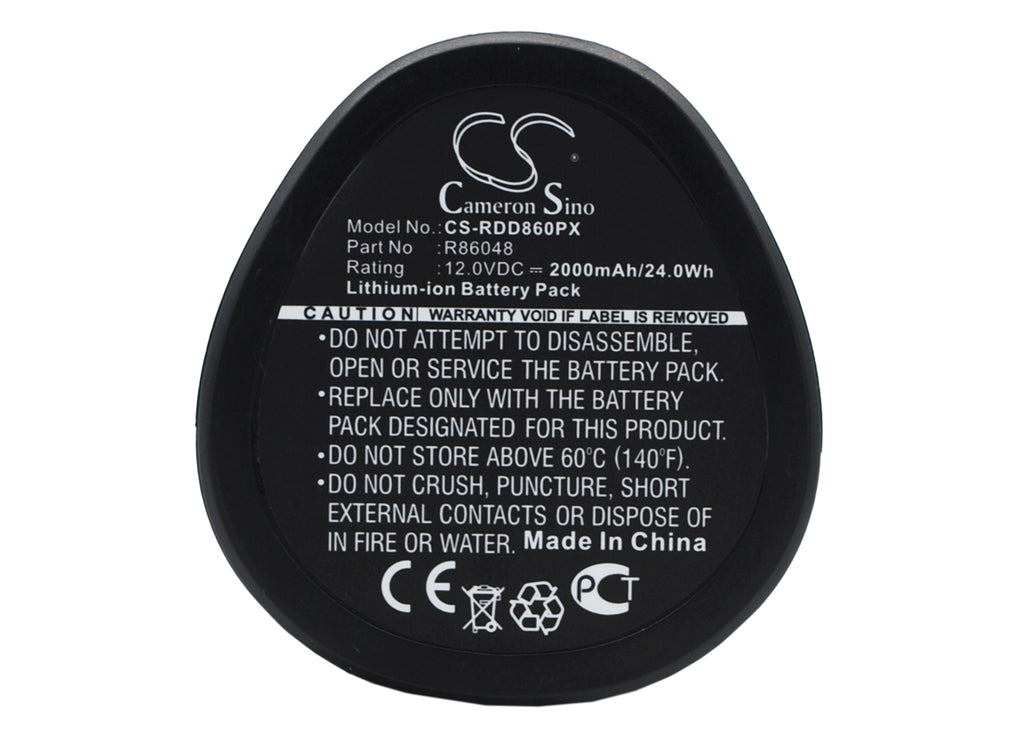 CS
Cameron Sino
Model No.:CS-RDD860PX
Part No :R86048
Rating :12.0VDC ⎓ 2000mAh/24.0Wh
Lithium-ion Battery Pack
CAUTION WARRANTY VOID IF LABEL IS REMOVED
•DO NOT ATTEMPT TO DISASSEMBLE,
OPEN OR SERVICE THE BATTERY PACK.
•REPLACE ONLY WITH THE BATTERY
PACK DESIGNATED FOR THIS PRODUCT.
•DO NOT STORE ABOVE 60°C (140°F).
•DO NOT CRUSH, PUNCTURE, SHORT
EXTERNAL CONTACTS OR DISPOSE OF
IN FIRE OR WATER. Made In China
CE PCT